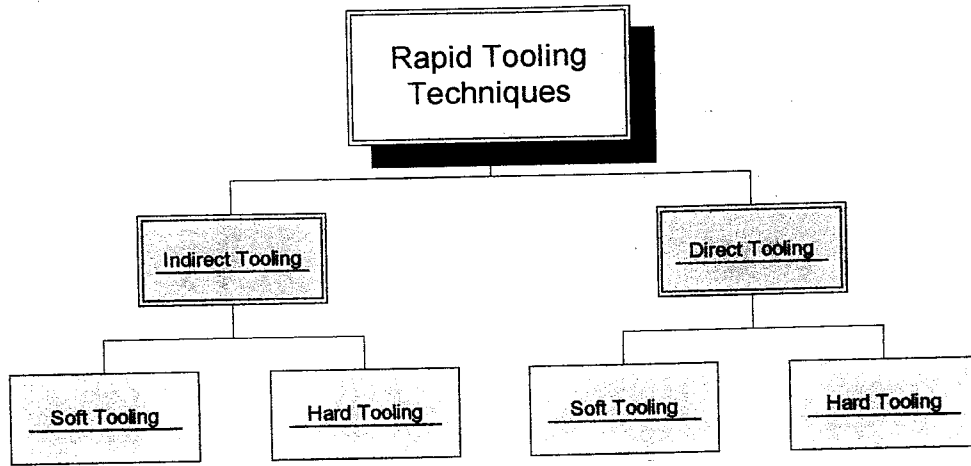 Rapid Tooling
Techniques
Indirect Tooling
Direct Tooling
Soft Tooling
Hard Tooling
Soft Tooling
Hard Tooling